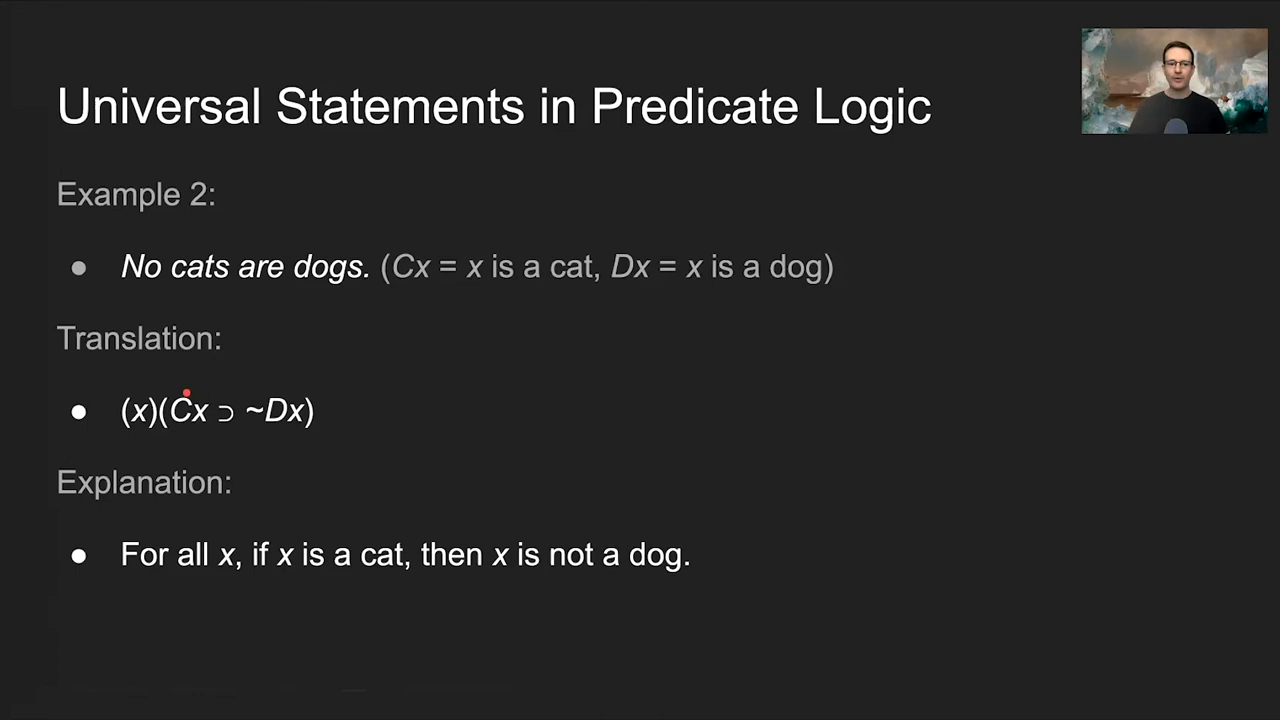 Universal Statements in Predicate Logic
Example 2:
● No cats are dogs. (Cx = x is a cat, Dx = x is a dog)
Translation:
● (x)(Cx ⊃ ~Dx)
Explanation:
● For all x, if x is a cat, then x is not a dog.